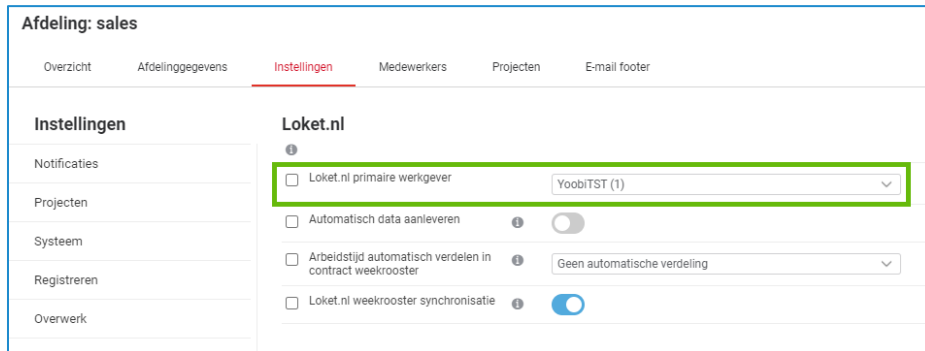 Afdeling: sales
Overzicht Afdelinggegevens Instellingen Medewerkers Projecten E-mail footer
Instellingen
Notificaties
Projecten
Systeem
Registreren
Overwerk
Loket.nl
Loket.nl primaire werkgever YoobiTST (1)
Automatisch data aanleveren
Arbeidstijd automatisch verdelen in
contract weekrooster
Geen automatische verdeling
Loket.nl weekrooster synchronisatie